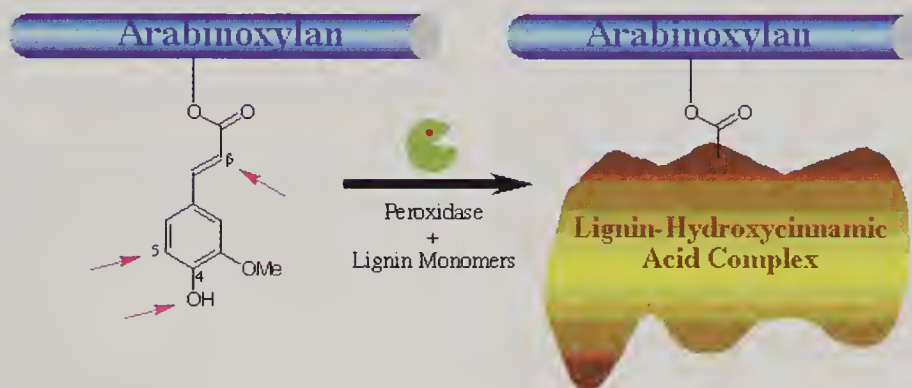 Arabinoxylan
Arabinoxylan
O
O
β
5
4
OMe
OH
Peroxidase
+
Lignin Monomers
O
O
Lignin-Hydroxycinnamic
Acid Complex